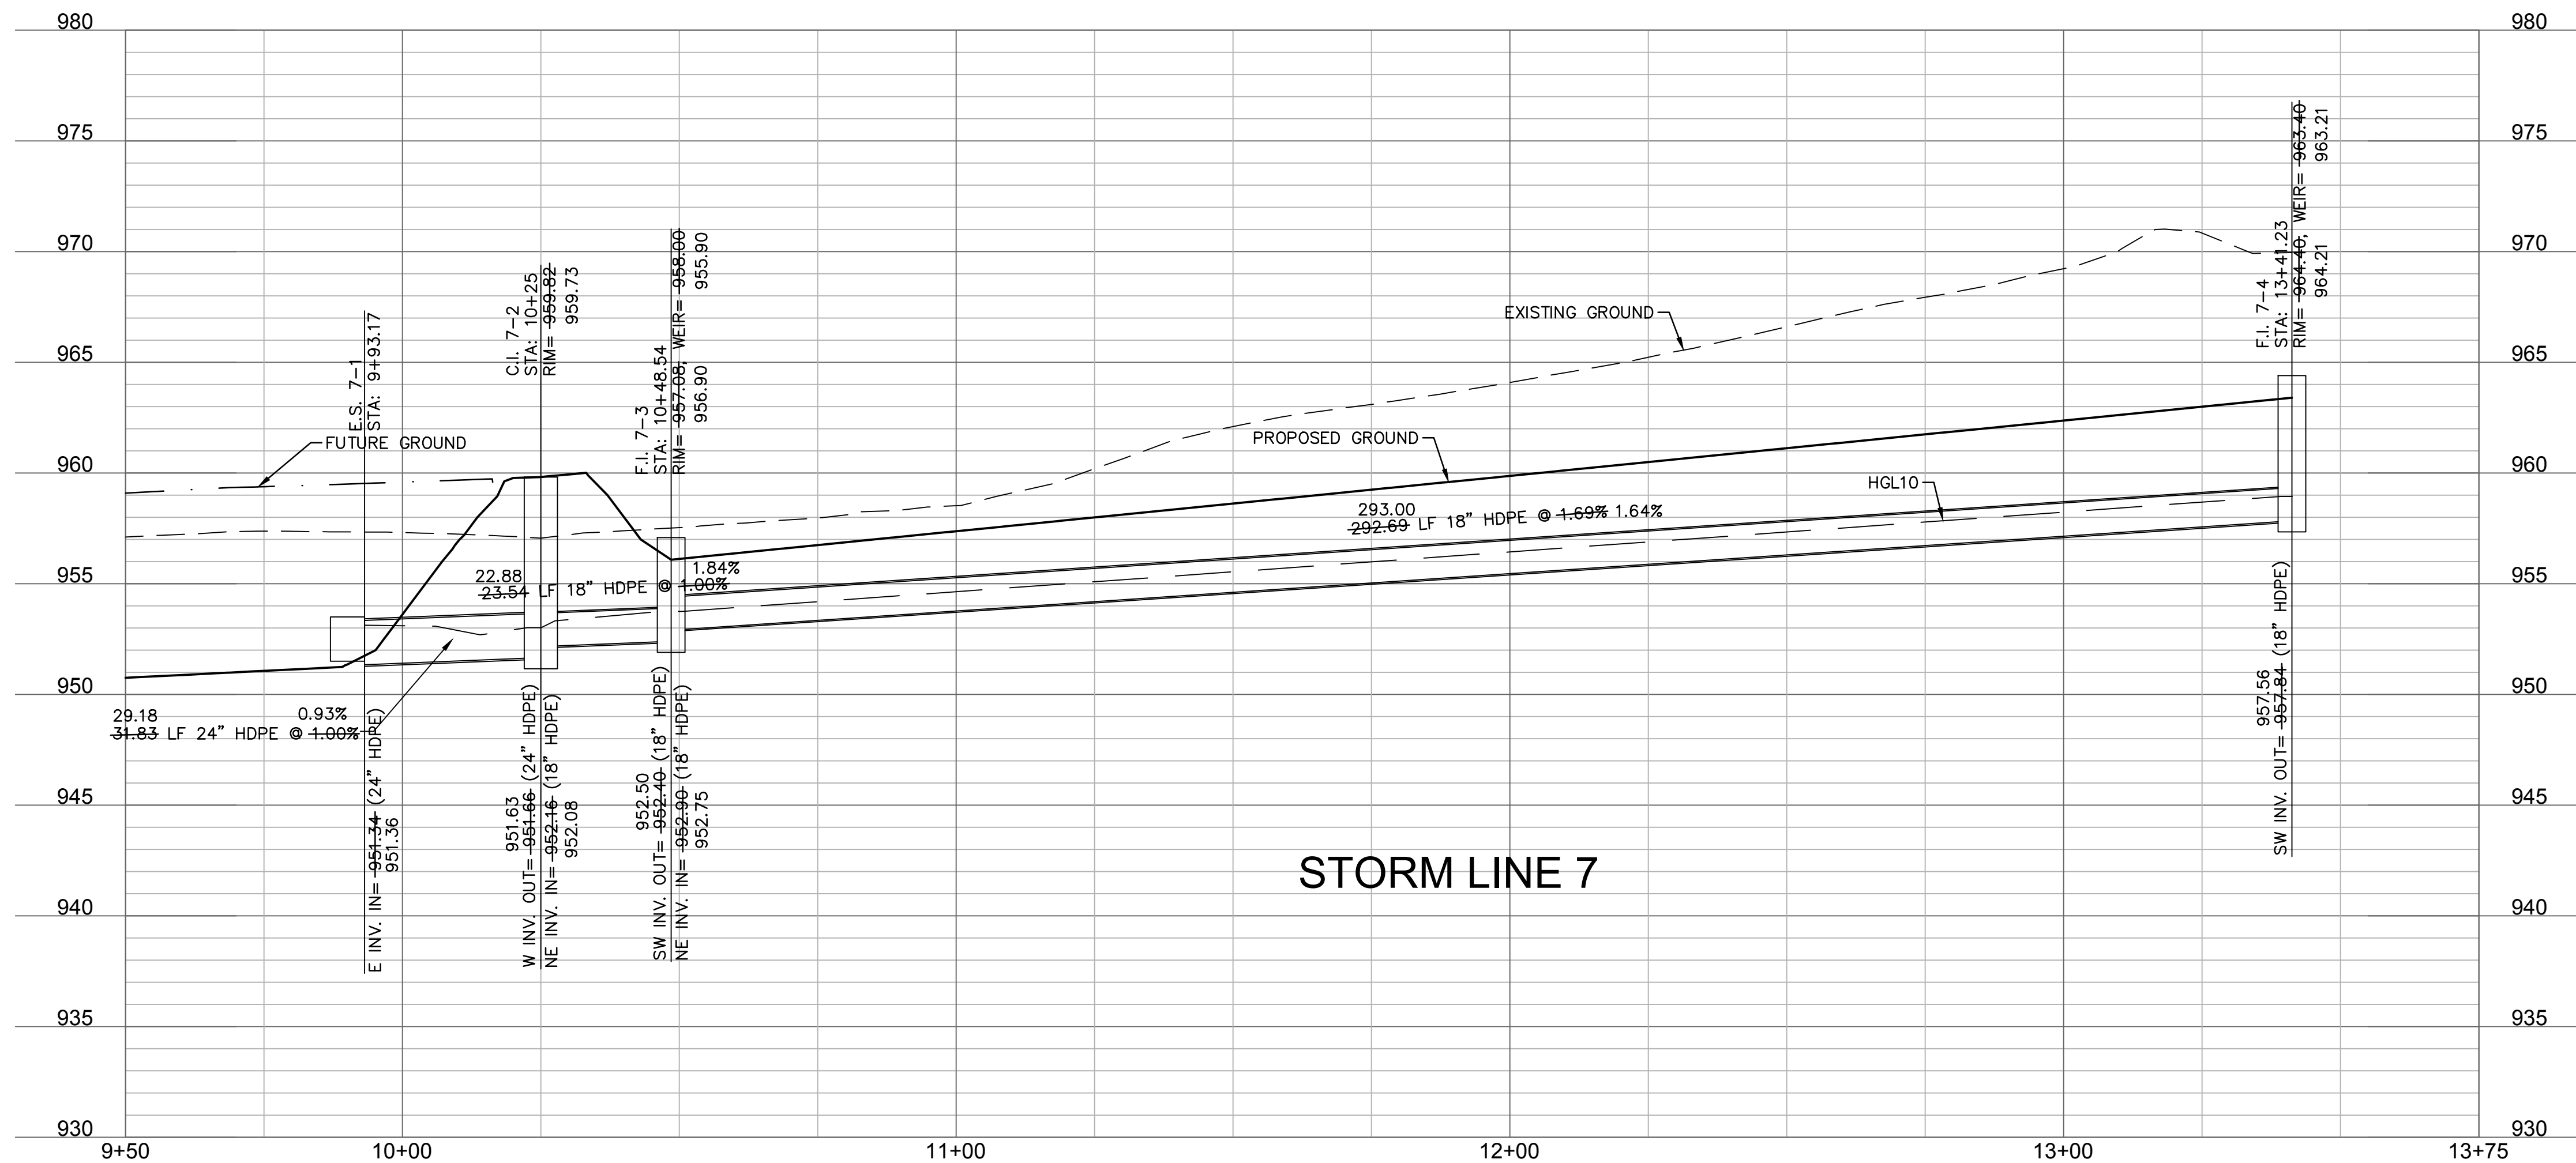 980
975
970
965
960
955
950
945
940
935
930
980
975
970
965
960
955
950
945
940
935
930
9+50
10+00
11+00
12+00
13+00
13+75
E.S. 7-1
STA: 9+93.17
FUTURE GROUND
C.I. 7-2
STA: 10+25
RIM= 959.82
959.73
F.I. 7-3
STA: 10+48.54
RIM= 957.08, WEIR= 958.00
956.90
955.90
EXISTING GROUND
PROPOSED GROUND
HGL10
F.I. 7-4
STA: 13+41.23
RIM= 964.40, WEIR= 963.40
964.21
963.21
22.88
1.84%
23.54 LF 18" HDPE @ 1.00%
293.00
292.69 LF 18" HDPE @ 1.69% 1.64%
29.18
0.93%
31.83 LF 24" HDPE @ 1.00%
E INV. IN= 951.34 (24" HDPE)
951.36
951.63
W INV. OUT= 951.66 (24" HDPE)
NE INV. IN= 952.16 (18" HDPE)
952.08
952.50
SW INV. OUT= 952.40 (18" HDPE)
NE INV. IN= 952.90 (18" HDPE)
952.75
957.56
SW INV. OUT= 957.84 (18" HDPE)
STORM LINE 7